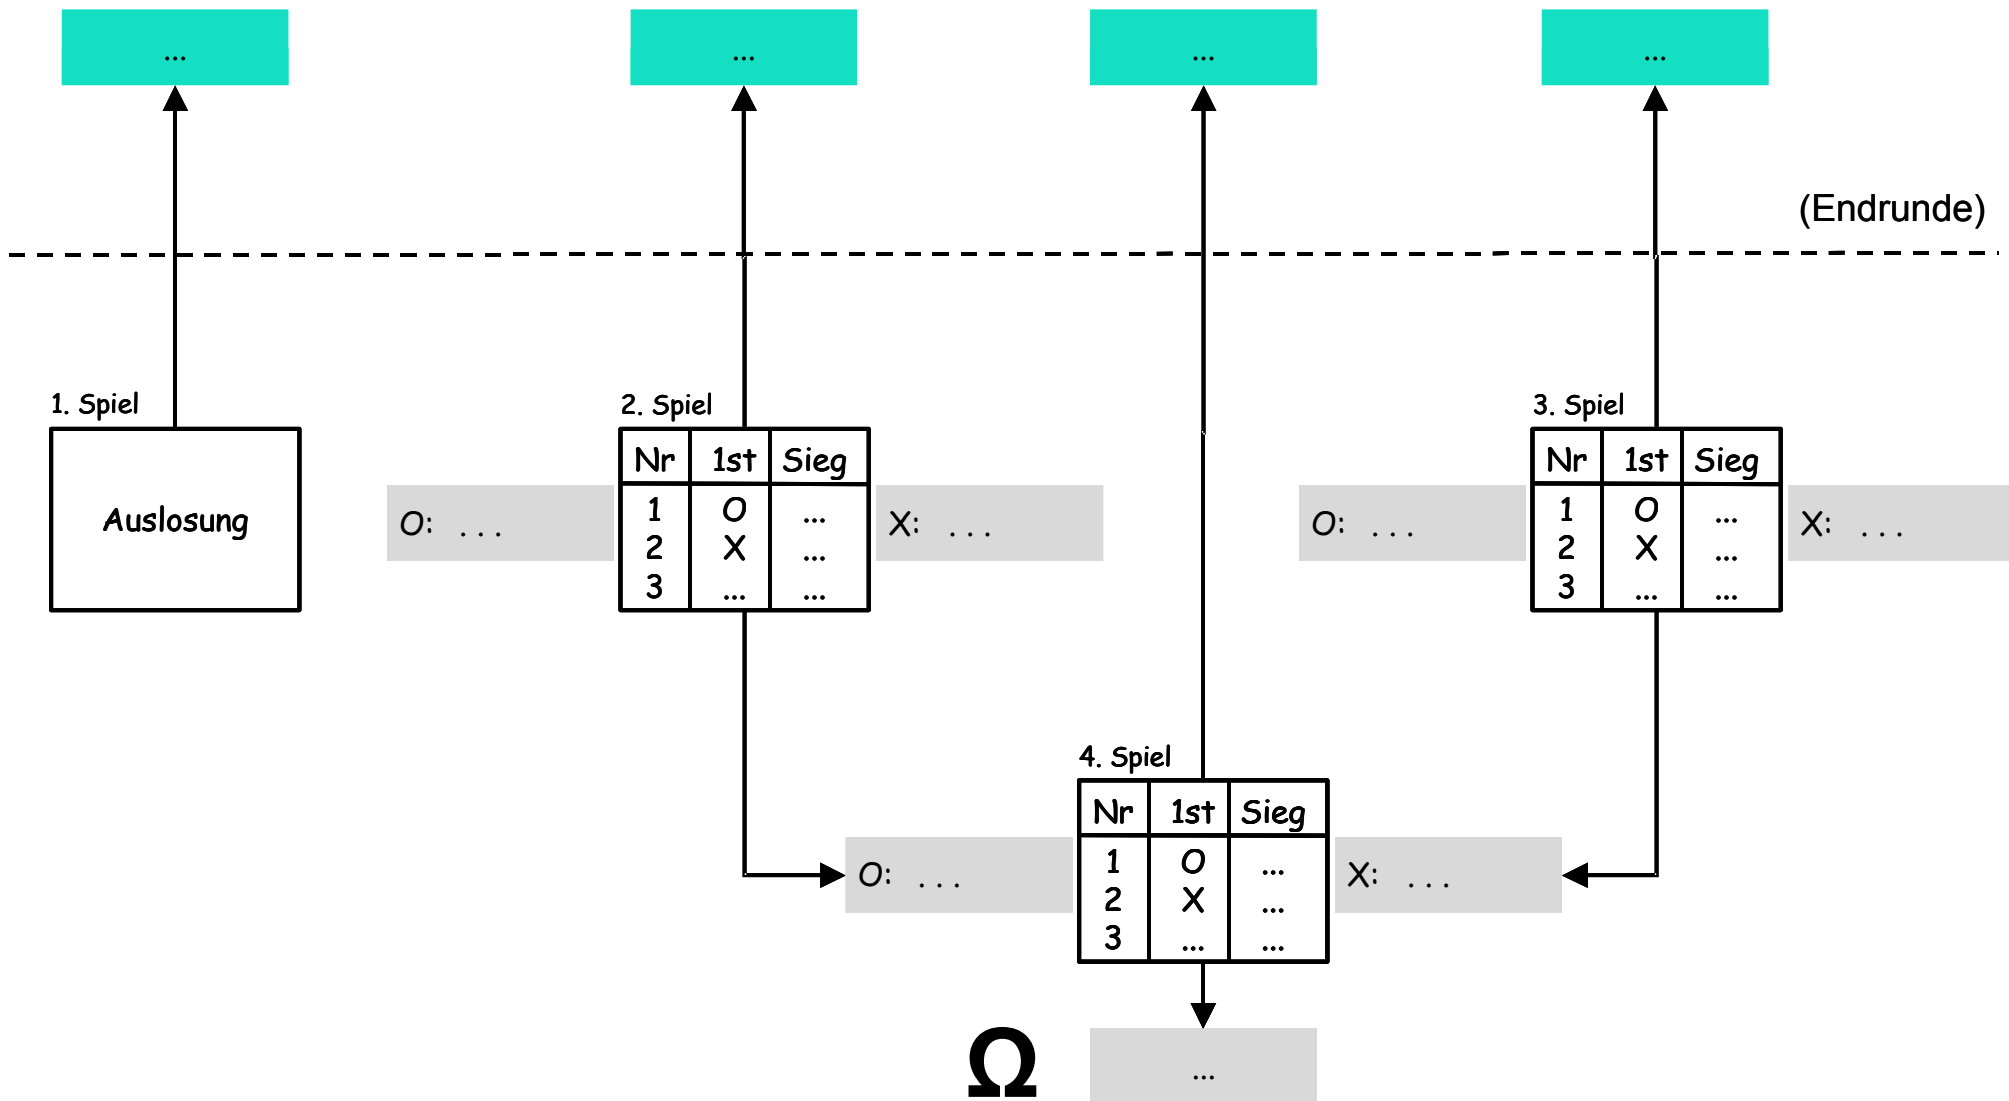 ... ... ... ...
(Endrunde)
1. Spiel
Auslosung
2. Spiel
Nr 1st Sieg
O: ...
1 O ...
2 X ...
3 ... ...
X: ...
3. Spiel
Nr 1st Sieg
O: ...
1 O ...
2 X ...
3 ... ...
X: ...
4. Spiel
Nr 1st Sieg
O: ...
1 O ...
2 X ...
3 ... ...
X: ...
Ω ...